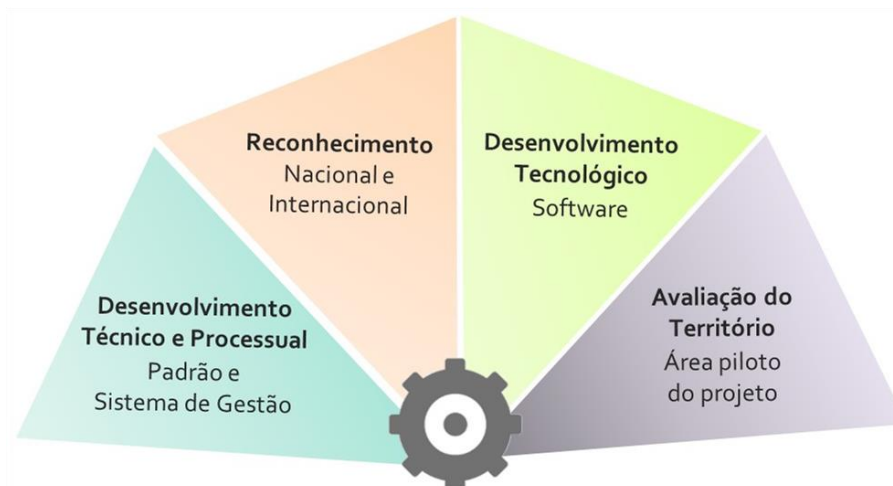 Desenvolvimento
Técnico e Processual
Padrão e
Sistema de Gestão
Reconhecimento
Nacional e
Internacional
Desenvolvimento
Tecnológico
Software
Avaliação do
Território
Área piloto
do projeto